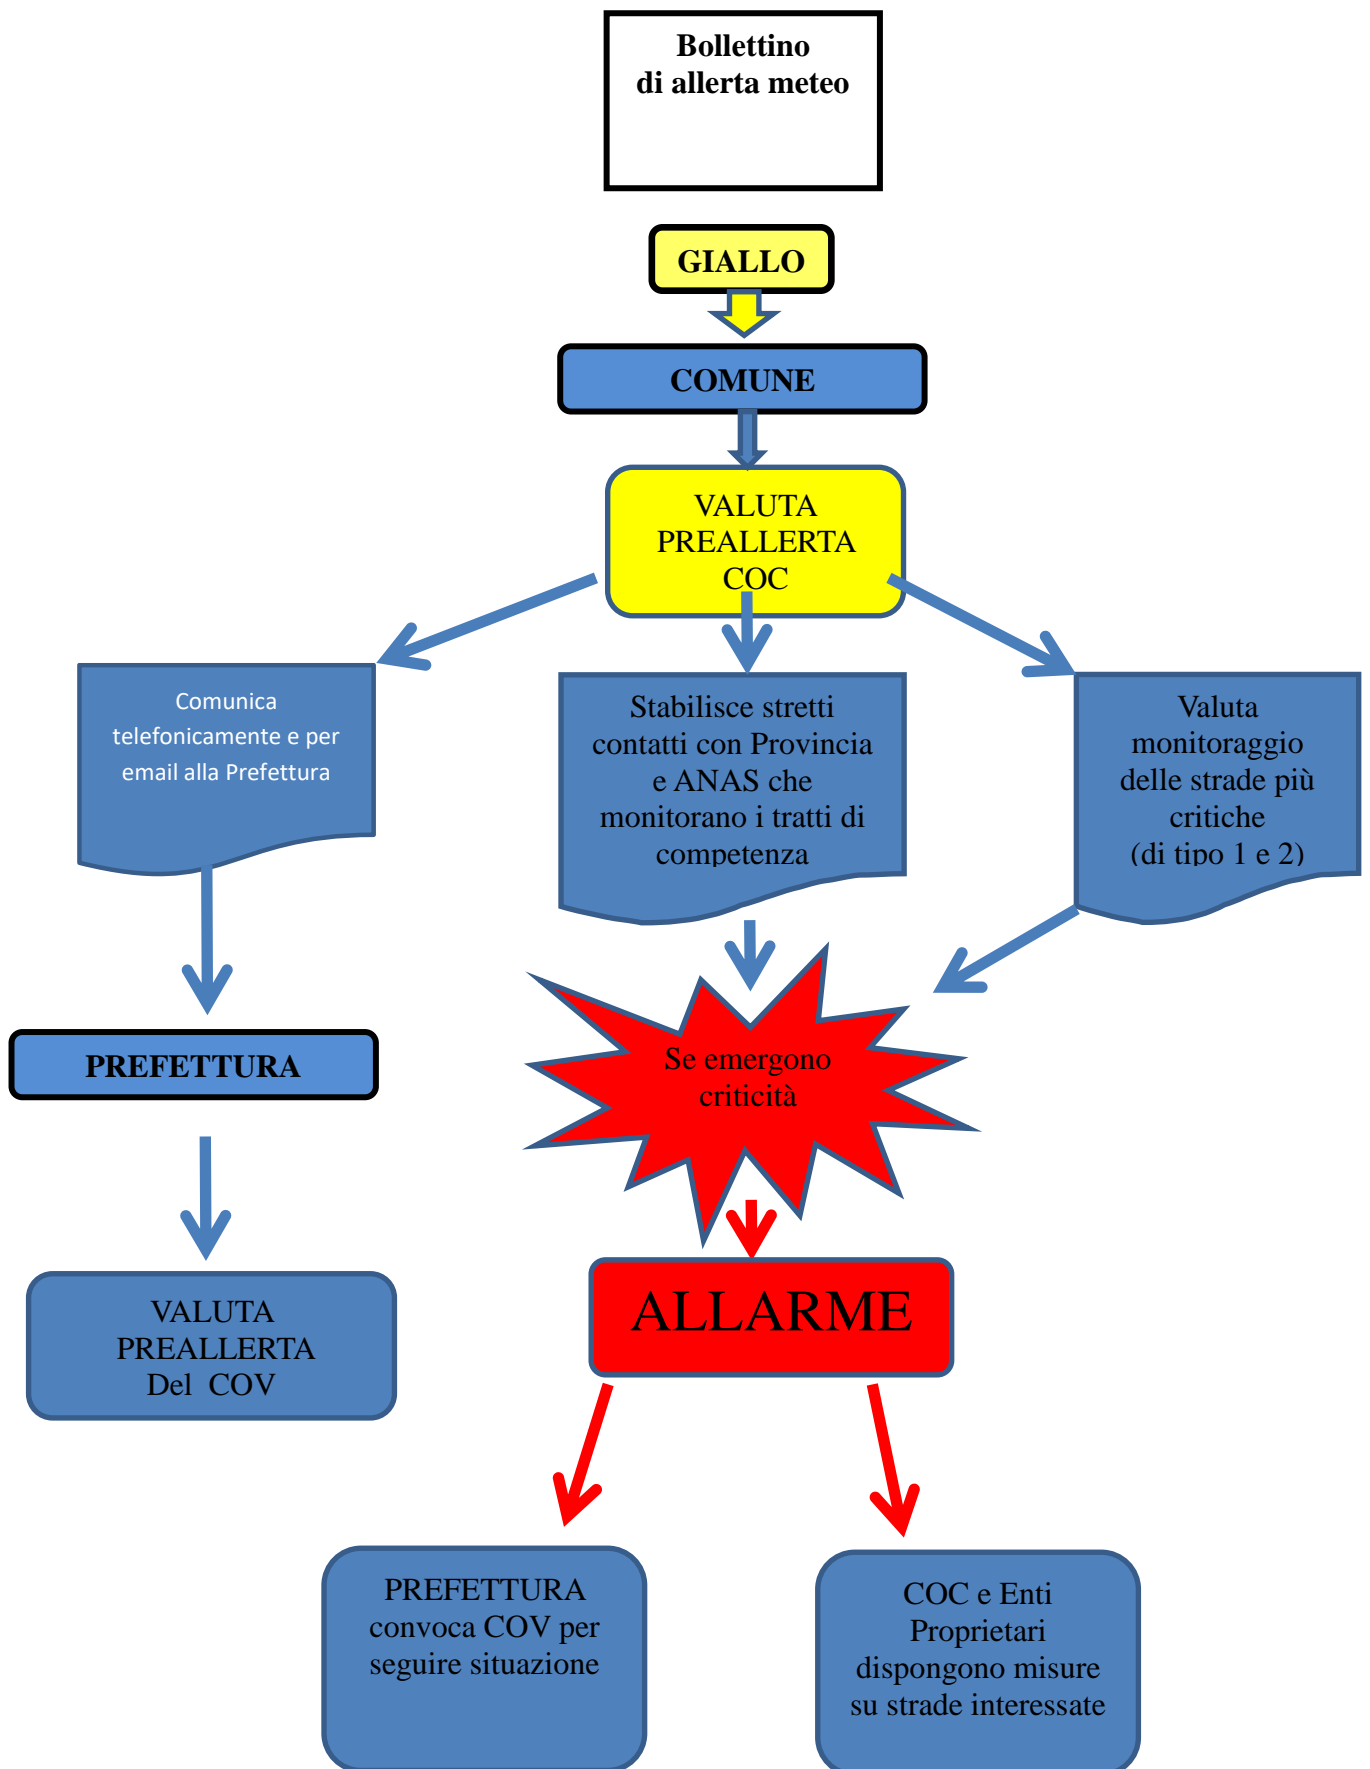 Bollettino
di allerta meteo
GIALLO
COMUNE
VALUTA
PREALLERTA
COC
Comunica
telefonicamente e per
email alla Prefettura
Stabilisce stretti
contatti con Provincia
e ANAS che
monitorano i tratti di
competenza
Valuta
monitoraggio
delle strade più
critiche
(di tipo 1 e 2)
PREFETTURA
Se emergono
criticità
VALUTA
PREALLERTA
Del COV
ALLARME
PREFETTURA
convoca COV per
seguire situazione
COC e Enti
Proprietari
dispongono misure
su strade interessate